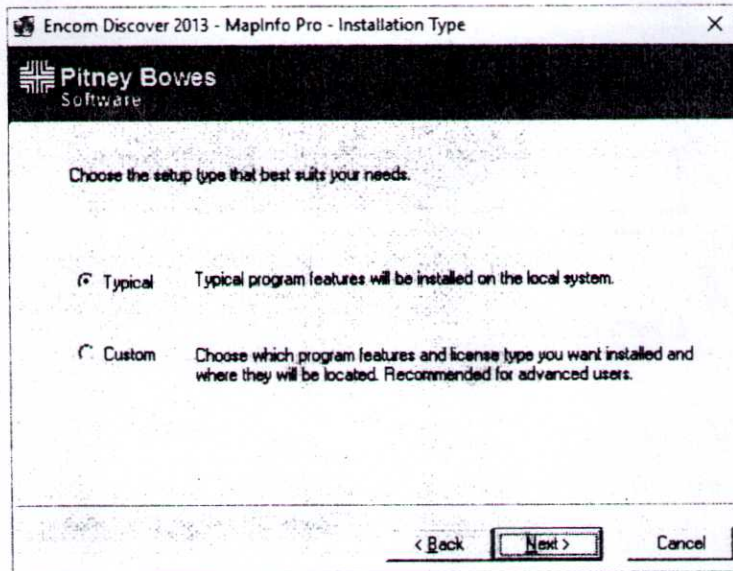 Encom Discover 2013 - MapInfo Pro - Installation Type
Pitney Bowes
Software
Choose the setup type that best suits your needs.
Typical Typical program features will be installed on the local system.
Custom Choose which program features and license type you want installed and
where they will be located. Recommended for advanced users.
< Back Next > Cancel